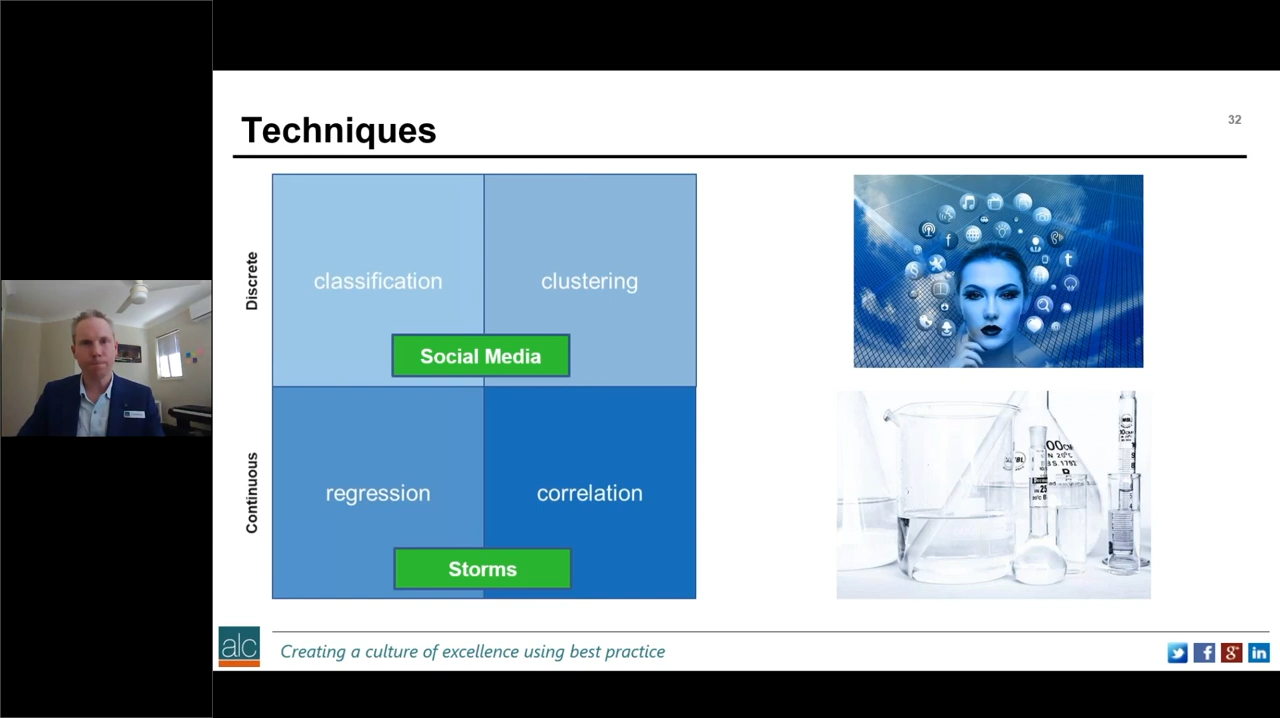 Techniques
32
Discrete
classification
clustering
Social Media
Continuous
regression
correlation
Storms
alc
Creating a culture of excellence using best practice